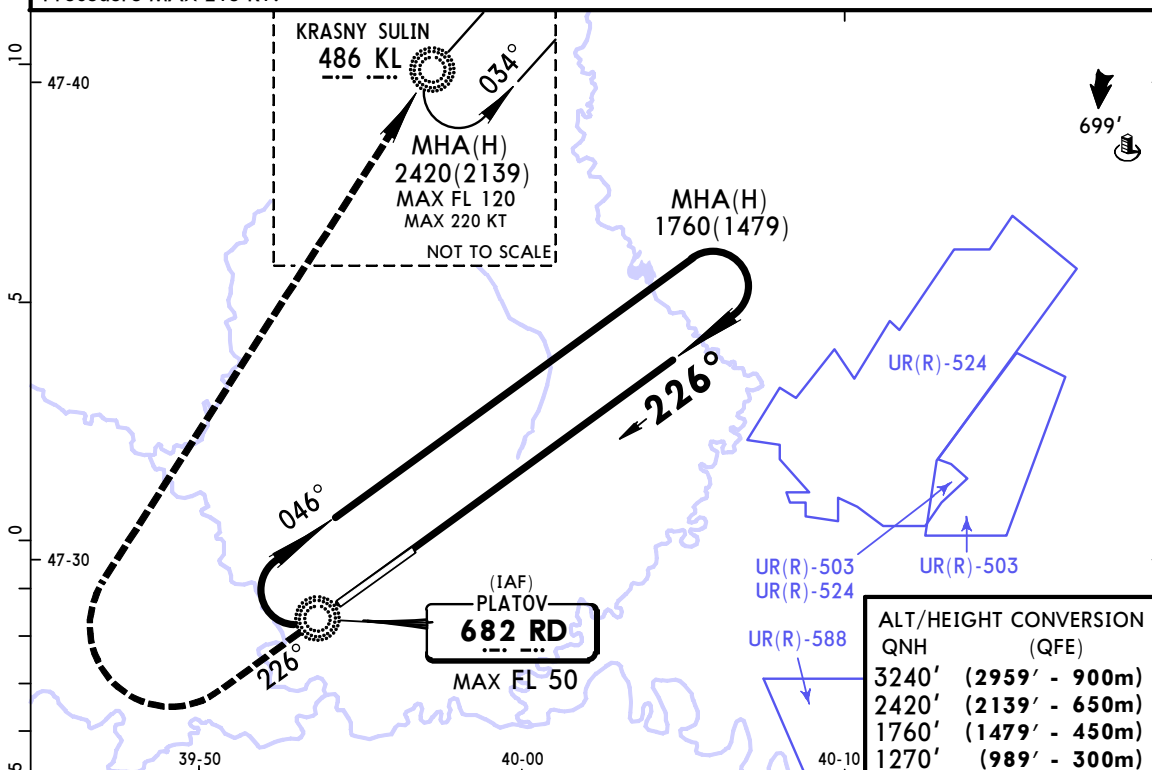 KRASNY SULIN
486 KL
034°
MHA(H)
2420(2139)
MAX FL 120
MAX 220 KT
NOT TO SCALE
10
47-40
699'
MHA(H)
1760(1479)
5
UR(R)-524
226°
046°
0
47-30
UR(R)-503
UR(R)-524
UR(R)-503
(IAF)
PLATOV
682 RD
MAX FL 50
226°
UR(R)-588
ALT/HEIGHT CONVERSION
QNH (QFE)
3240' (2959' - 900m)
2420' (2139' - 650m)
1760' (1479' - 450m)
1270' (989' - 300m)
5
39-50
40-00
40-10